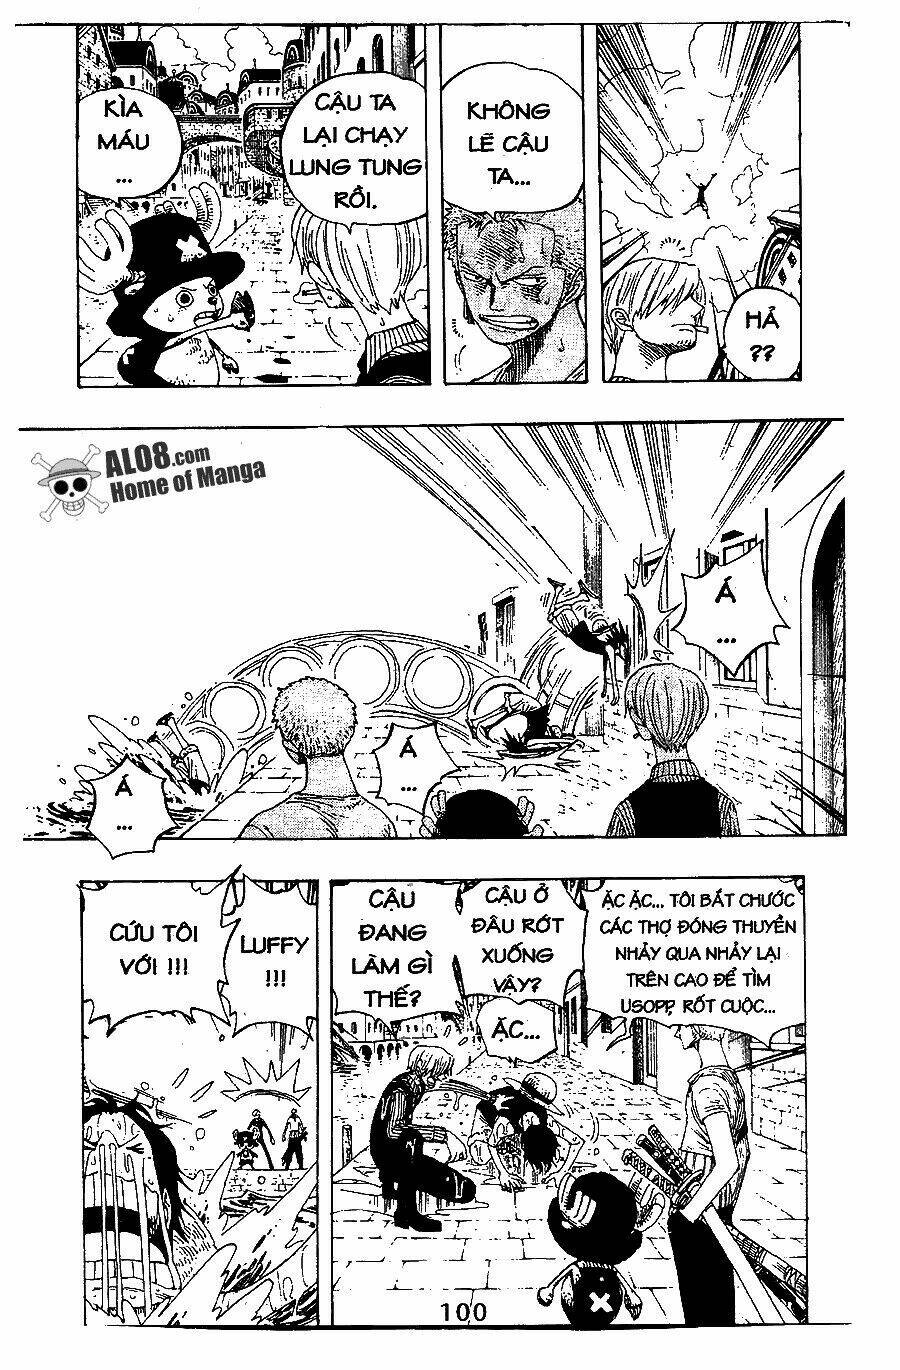 HẢ
??
KHÔNG
LẼ CẬU
TA...
CẬU TA
LẠI CHẠY
LUNG TUNG
RỒI.
KÌA
MÁU
...
AL08.com
Home of Manga
Á
...
Á
...
Á
...
ẶC ẶC... TÔI BẮT CHƯỚC
CÁC THỢ ĐÓNG THUYỀN
NHẢY QUA NHẢY LẠI
TRÊN CAO ĐỂ TÌM
USOPP, RỐT CUỘC...
CẬU Ở
ĐÂU RỚT
XUỐNG
VẬY?
ẶC...
CẬU
ĐANG
LÀM GÌ
THẾ?
LUFFY
!!!
CỨU TÔI
VỚI !!!
100